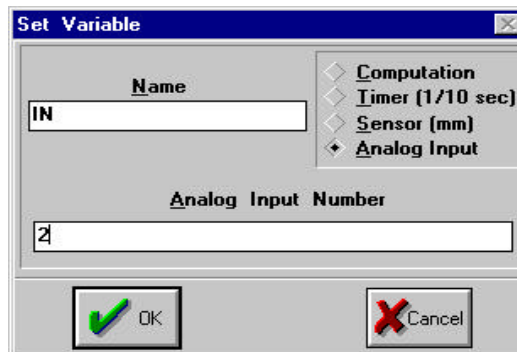 Set Variable
Name
IN
Computation
Timer (1/10 sec)
Sensor (mm)
Analog Input
Analog Input Number
2
OK
Cancel